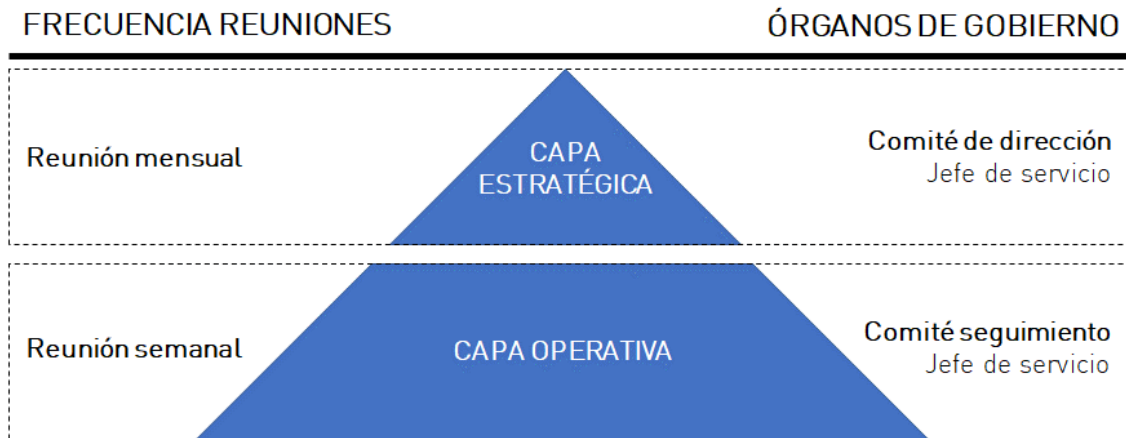 FRECUENCIA REUNIONES
ÓRGANOS DE GOBIERNO
Reunión mensual
CAPA
ESTRATÉGICA
Comité de dirección
Jefe de servicio
Reunión semanal
CAPA OPERATIVA
Comité seguimiento
Jefe de servicio